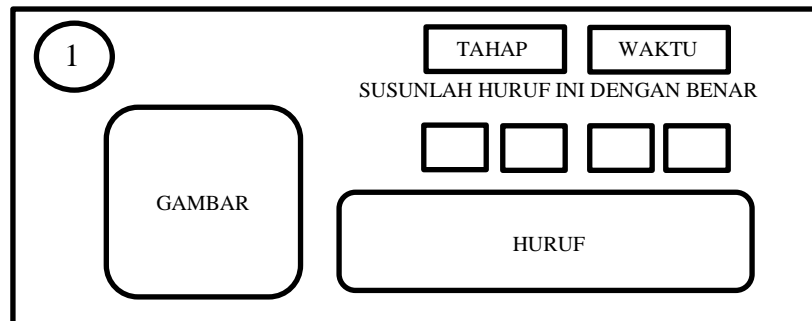 1
TAHAP WAKTU
SUSUNLAH HURUF INI DENGAN BENAR
GAMBAR
HURUF